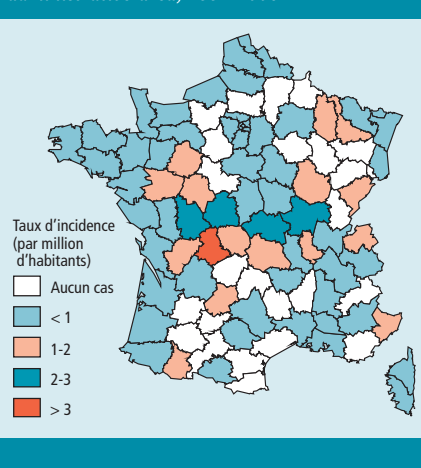 Taux d'incidence
(par million
d'habitants)
Aucun cas
< 1
1-2
2-3
> 3